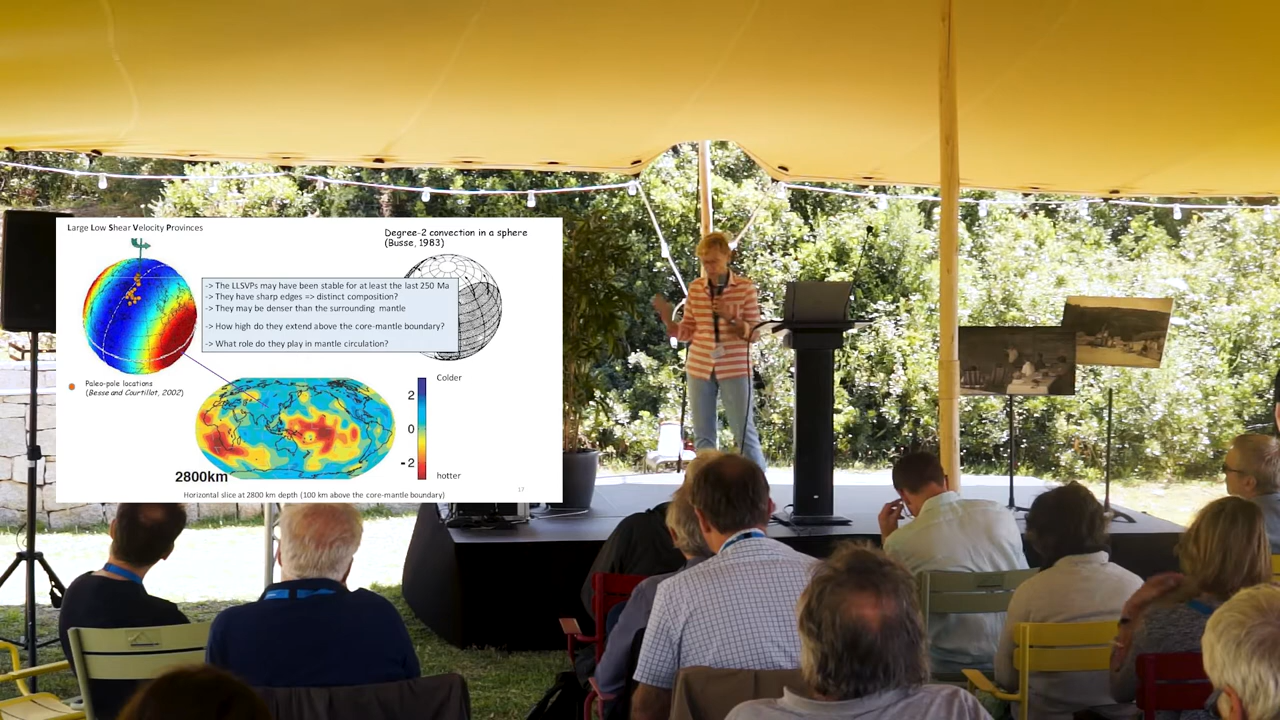 Large Low Shear Velocity Provinces
Degree-2 convection in a sphere
(Busse, 1983)
-> The LLSVPs may have been stable for at least the last 250 Ma
-> They have sharp edges => distinct composition?
-> They may be denser than the surrounding mantle
-> How high do they extend above the core-mantle boundary?
-> What role do they play in mantle circulation?
Paleo-pole locations
(Besse and Courtillot, 2002)
Colder
2
0
-2
hotter
2800km
Horizontal slice at 2800 km depth (100 km above the core-mantle boundary)
17